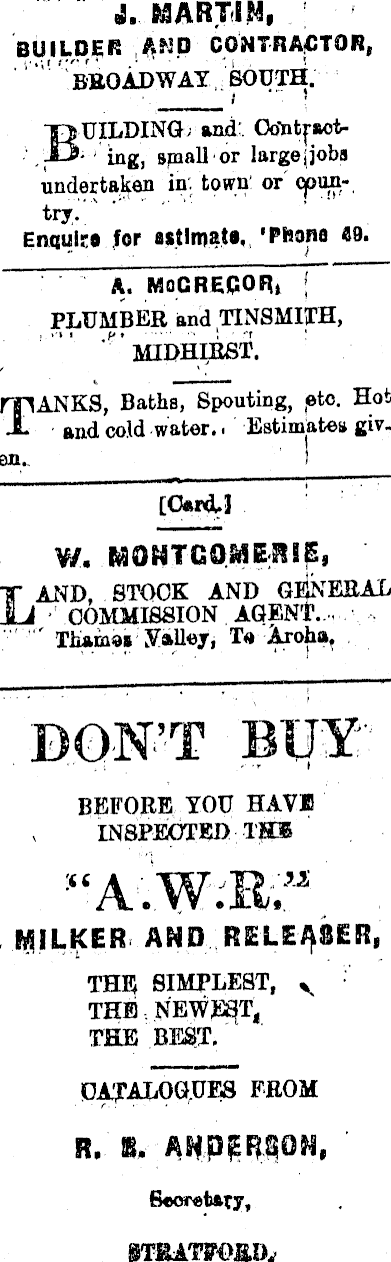 J. MARTIN,
BUILDER AND CONTRACTOR,
BROADWAY SOUTH.
BUILDING and Contract-
ing, small or large jobs
undertaken in town or coun-
try.
Enquire for estimate. 'Phone 49.
A. McGREGOR,
PLUMBER and TINSMITH,
MIDHIRST.
TANKS, Baths, Spouting, etc. Hot
and cold water. Estimates giv-
en.
[Card.]
W. MONTGOMERIE,
LAND, STOCK AND GENERAL
COMMISSION AGENT.
Thames Valley, Te Aroha.
DON'T BUY
BEFORE YOU HAVE
INSPECTED THE
"A.W.R."
MILKER AND RELEASER,
THE SIMPLEST,
THE NEWEST,
THE BEST.
CATALOGUES FROM
R. B. ANDERSON,
Secretary,
STRATFORD.